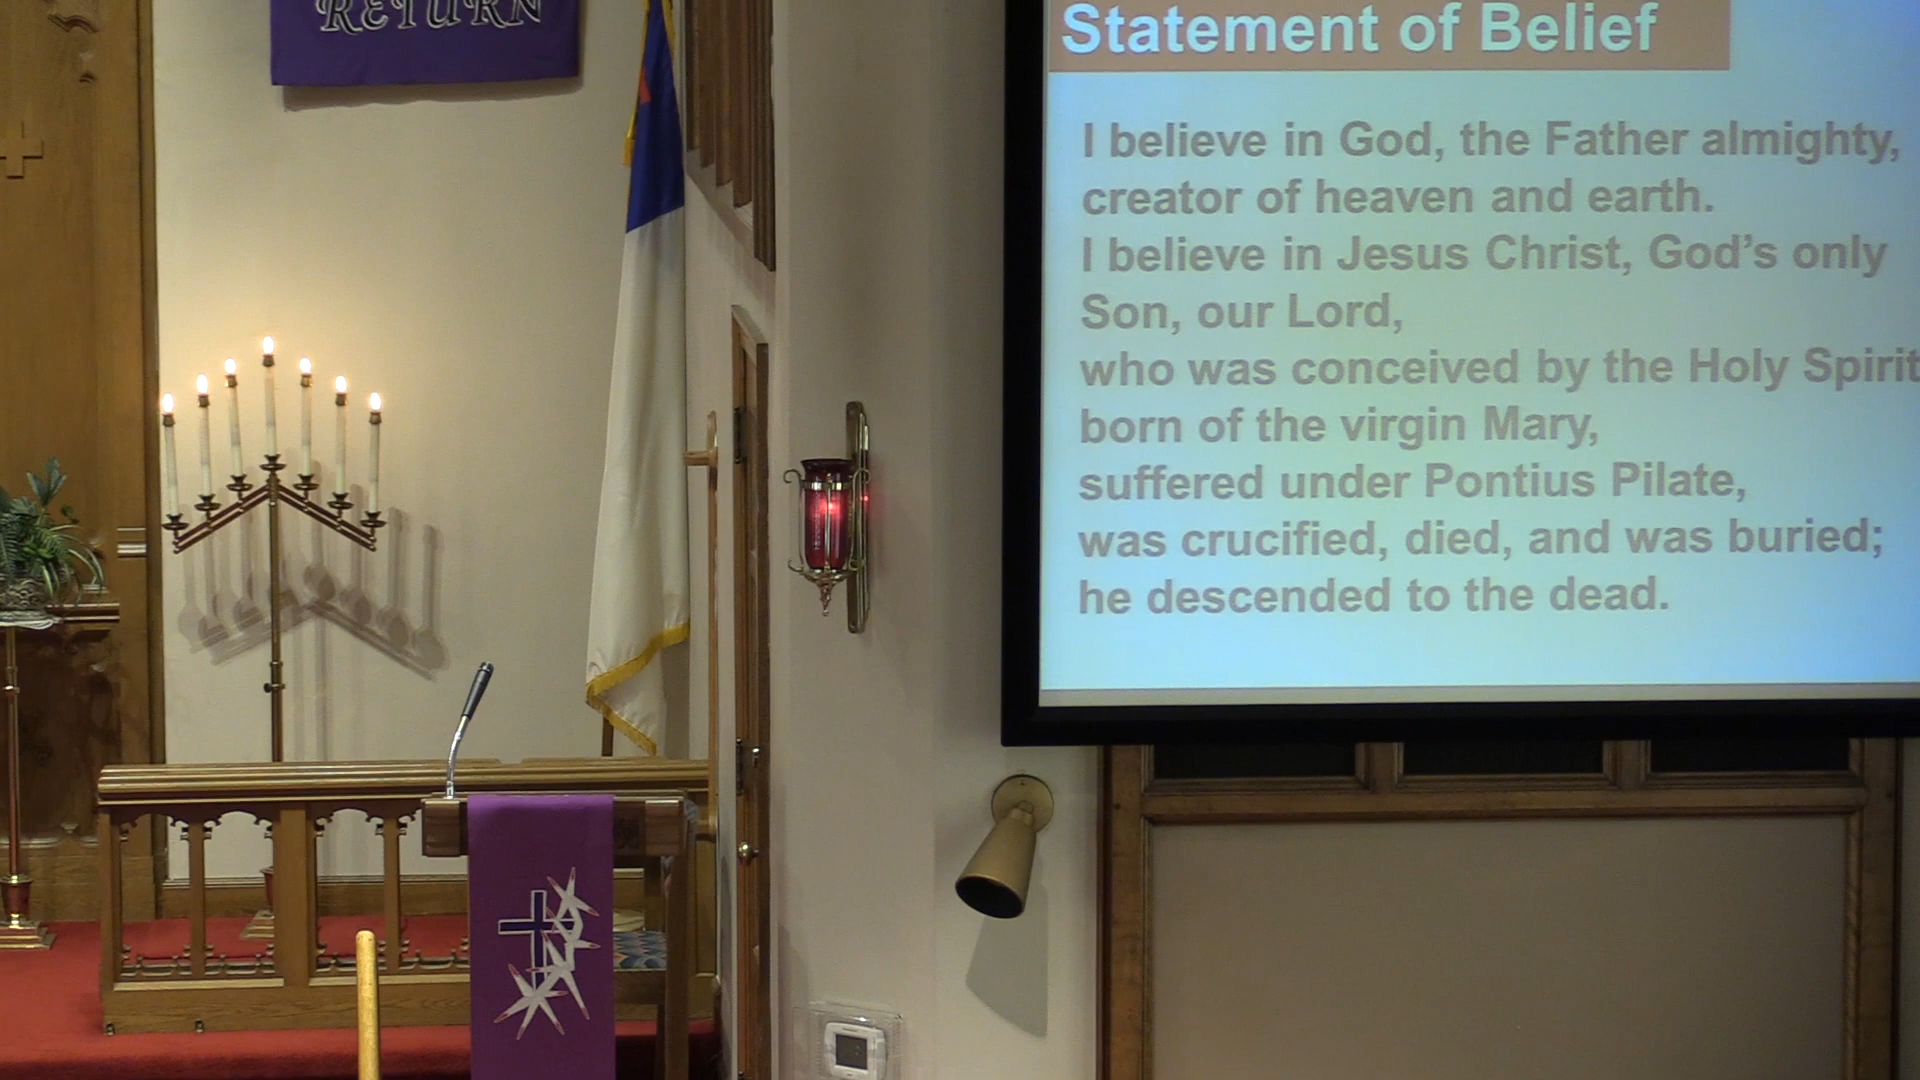 RETURN
Statement of Belief
I believe in God, the Father almighty,
creator of heaven and earth.
I believe in Jesus Christ, God’s only
Son, our Lord,
who was conceived by the Holy Spirit
born of the virgin Mary,
suffered under Pontius Pilate,
was crucified, died, and was buried;
he descended to the dead.